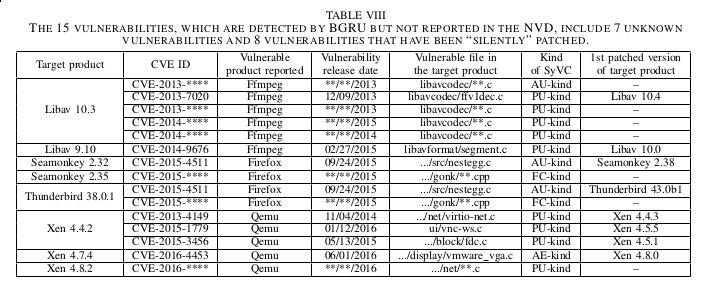 TABLE VIII
THE 15 VULNERABILITIES, WHICH ARE DETECTED BY BGRU BUT NOT REPORTED IN THE NVD, INCLUDE 7 UNKNOWN
VULNERABILITIES AND 8 VULNERABILITIES THAT HAVE BEEN “SILENTLY” PATCHED.
Target product CVE ID Vulnerable product reported Vulnerability release date Vulnerable file in the target product Kind of SyVC 1st patched version of target product
Libav 10.3 CVE-2013-**** Ffmpeg **/**/2013 libavcodec/**.c AU-kind –
CVE-2013-7020 Ffmpeg 12/09/2013 libavcodec/ffv1dec.c PU-kind Libav 10.4
CVE-2013-**** Ffmpeg **/**/2013 libavcodec/**.c PU-kind –
CVE-2014-**** Ffmpeg **/**/2015 libavcodec/**.c PU-kind –
CVE-2014-**** Ffmpeg **/**/2014 libavcodec/**.c PU-kind –
Libav 9.10 CVE-2014-9676 Ffmpeg 02/27/2015 libavformat/segment.c PU-kind Libav 10.0
Seamonkey 2.32 CVE-2015-4511 Firefox 09/24/2015 .../src/nestegg.c AU-kind Seamonkey 2.38
Seamonkey 2.35 CVE-2015-**** Firefox **/**/2015 .../gonk/**.cpp FC-kind –
Thunderbird 38.0.1 CVE-2015-4511 Firefox 09/24/2015 .../src/nestegg.c AU-kind Thunderbird 43.0b1
CVE-2015-**** Firefox **/**/2015 .../gonk/**.cpp FC-kind –
Xen 4.4.2 CVE-2013-4149 Qemu 11/04/2014 .../net/virtio-net.c PU-kind Xen 4.4.3
CVE-2015-1779 Qemu 01/12/2016 ui/vnc-ws.c PU-kind Xen 4.5.5
CVE-2015-3456 Qemu 05/13/2015 .../block/fdc.c PU-kind Xen 4.5.1
Xen 4.7.4 CVE-2016-4453 Qemu 06/01/2016 .../display/vmware_vga.c AE-kind Xen 4.8.0
Xen 4.8.2 CVE-2016-**** Qemu **/**/2016 .../net/**.c PU-kind –